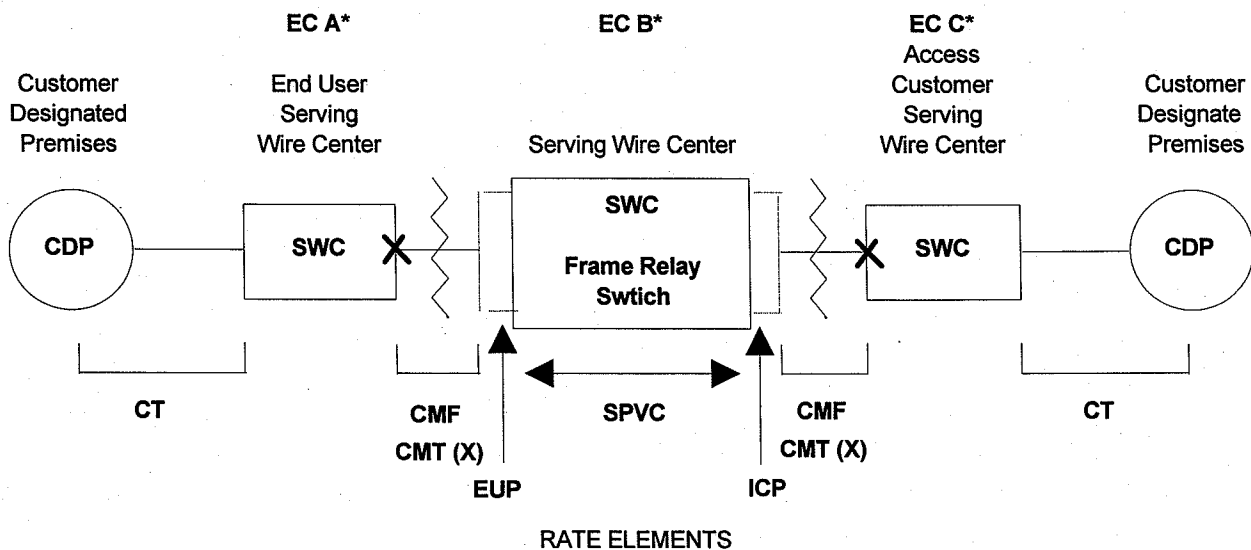 EC A*
EC B*
EC C*
Customer
Designated
Premises
End User
Serving
Wire Center
Serving Wire Center
Access
Customer
Serving
Wire Center
Customer
Designate
Premises
CDP
SWC
SWC
Frame Relay
Swtich
SWC
CDP
X
X
CT
CMF
CMT (X)
SPVC
CMF
CMT (X)
CT
EUP
ICP
RATE ELEMENTS